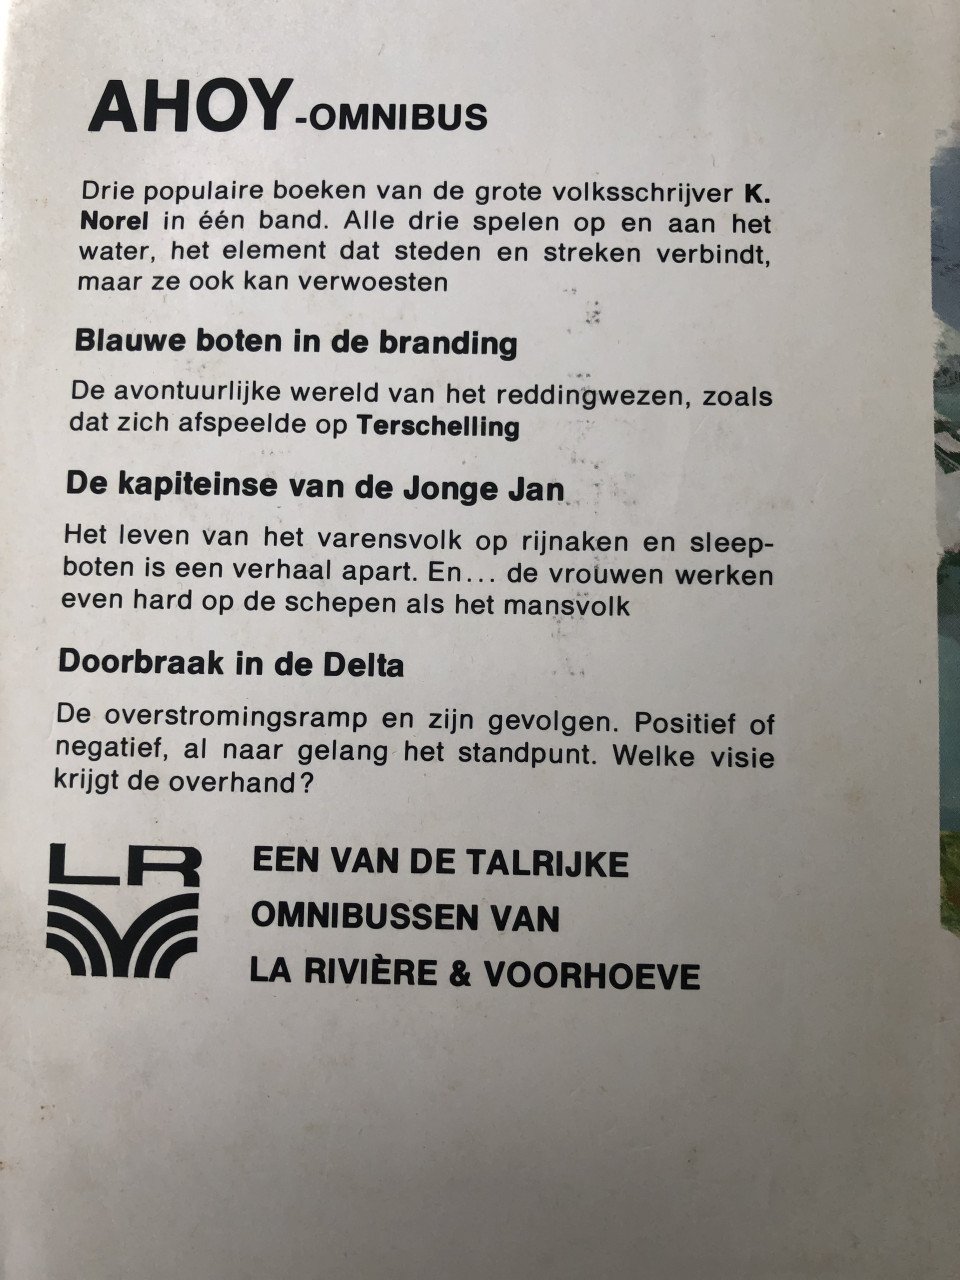 AHOY-OMNIBUS
Drie populaire boeken van de grote volksschrijver K.
Norel in één band. Alle drie spelen op en aan het
water, het element dat steden en streken verbindt,
maar ze ook kan verwoesten
Blauwe boten in de branding
De avontuurlijke wereld van het reddingwezen, zoals
dat zich afspeelde op Terschelling
De kapiteinse van de Jonge Jan
Het leven van het varensvolk op rijnaken en sleep-
boten is een verhaal apart. En... de vrouwen werken
even hard op de schepen als het mansvolk
Doorbraak in de Delta
De overstromingsramp en zijn gevolgen. Positief of
negatief, al naar gelang het standpunt. Welke visie
krijgt de overhand?
LR
EEN VAN DE TALRIJKE
OMNIBUSSEN VAN
LA RIVIÈRE & VOORHOEVE